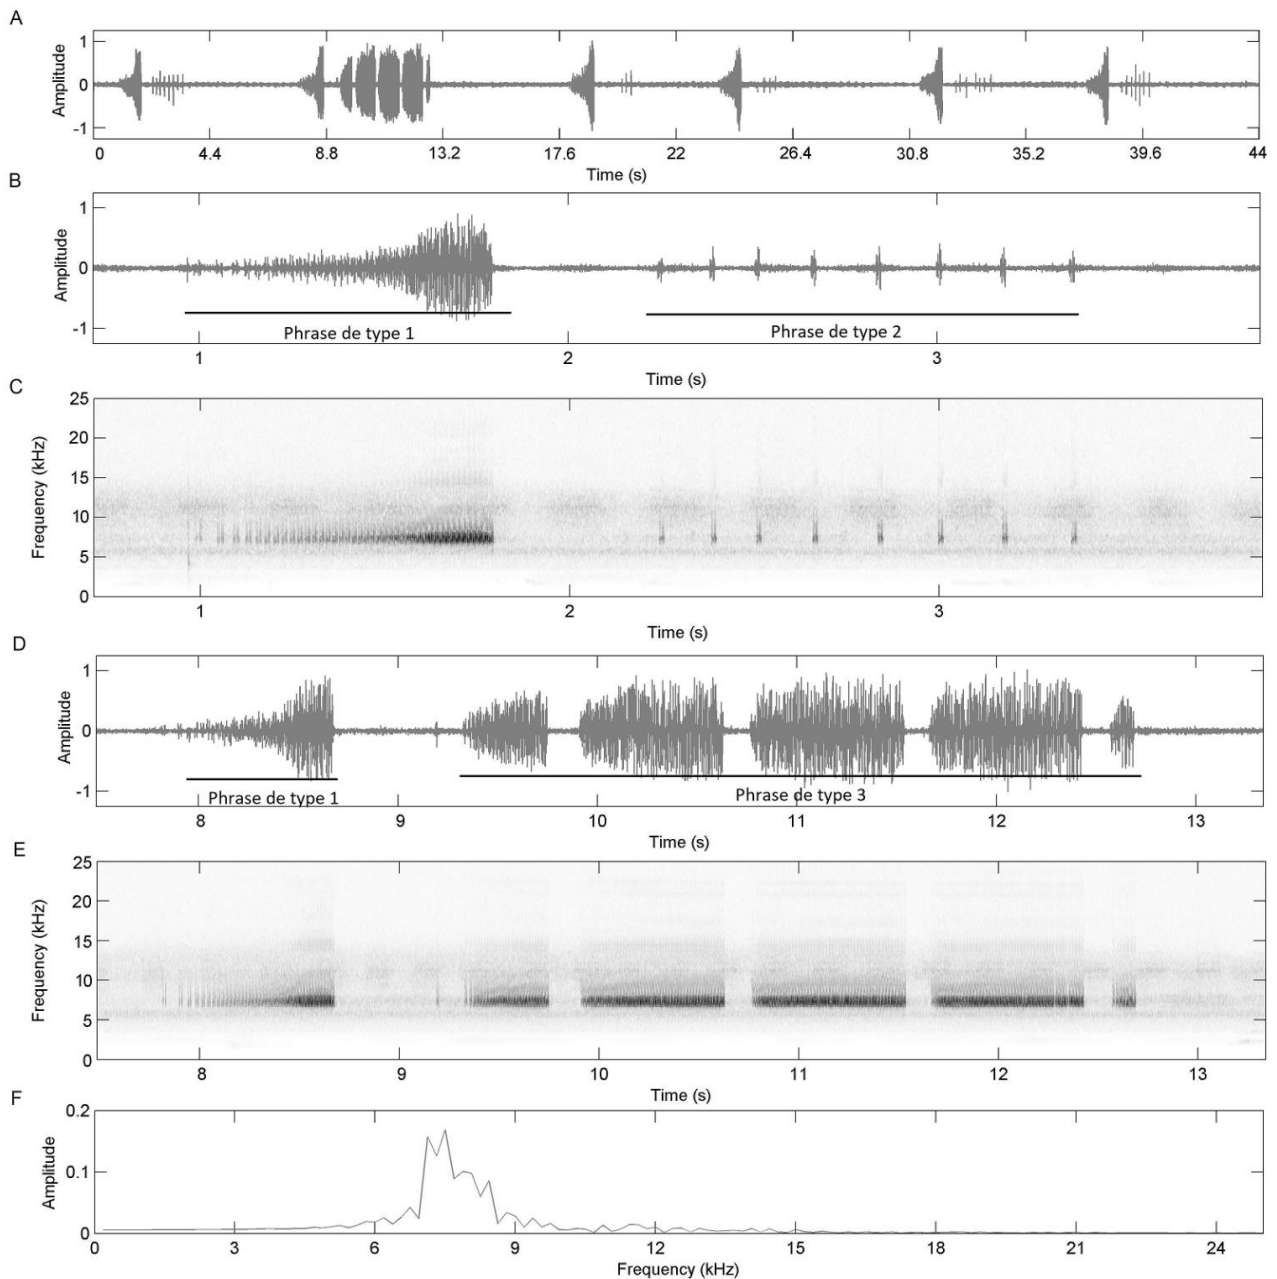 A
Amplitude
1
0
-1
0 4.4 8.8 13.2 17.6 22 26.4 30.8 35.2 39.6 44
Time (s)
B
Amplitude
1
0
-1
Phrase de type 1 Phrase de type 2
1 2 3
Time (s)
C
Frequency (kHz)
25
20
15
10
5
0
1 2 3
Time (s)
D
Amplitude
1
0
-1
Phrase de type 1 Phrase de type 3
8 9 10 11 12 13
Time (s)
E
Frequency (kHz)
25
20
15
10
5
0
8 9 10 11 12 13
Time (s)
F
Amplitude
0.2
0.1
0
0 3 6 9 12 15 18 21 24
Frequency (kHz)